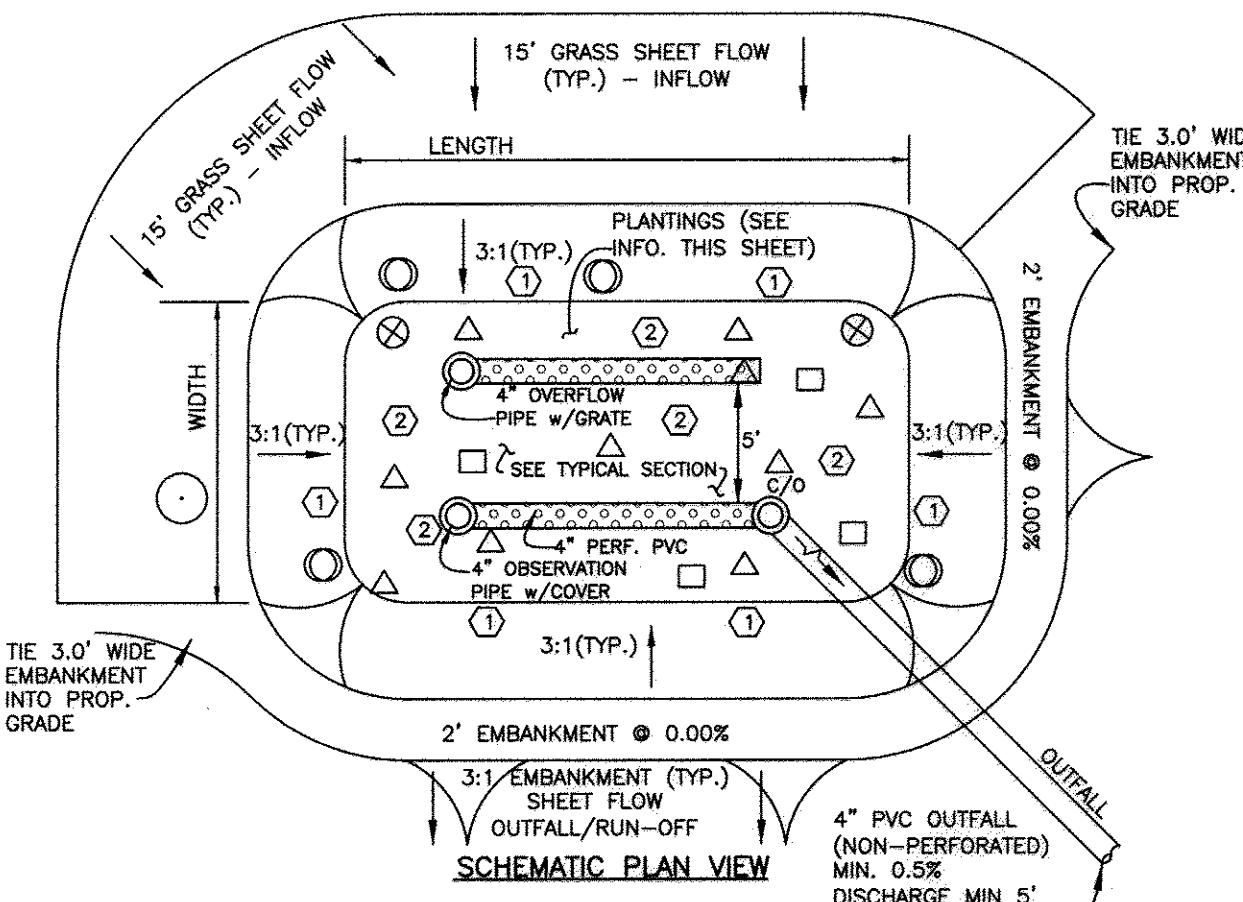 15' GRASS SHEET FLOW
(TYP.) - INFLOW
15' GRASS SHEET FLOW
(TYP.) - INFLOW
TIE 3.0' WID
EMBANKMENT
INTO PROP.
GRADE
LENGTH
PLANTINGS (SEE
INFO. THIS SHEET)
3:1(TYP.)
1
1
2
WIDTH
2' EMBANKMENT @ 0.00%
4" OVERFLOW
PIPE w/GRATE
2
2
5'
3:1(TYP.)
3:1(TYP.)
SEE TYPICAL SECTION
2
C/O
1
1
2
4" PERF. PVC
4" OBSERVATION
PIPE w/COVER
1
1
3:1(TYP.)
TIE 3.0' WIDE
EMBANKMENT
INTO PROP.
GRADE
2' EMBANKMENT @ 0.00%
3:1 EMBANKMENT (TYP.)
SHEET FLOW
OUTFALL/RUN-OFF
OUTFALL
4" PVC OUTFALL
(NON-PERFORATED)
MIN. 0.5%
DISCHARGE MIN 5'
SCHEMATIC PLAN VIEW